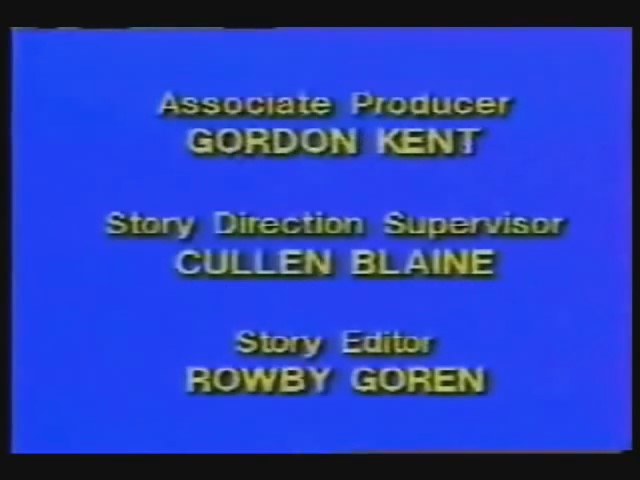 Associate Producer
GORDON KENT
Story Direction Supervisor
CULLEN BLAINE
Story Editor
ROWBY GOREN